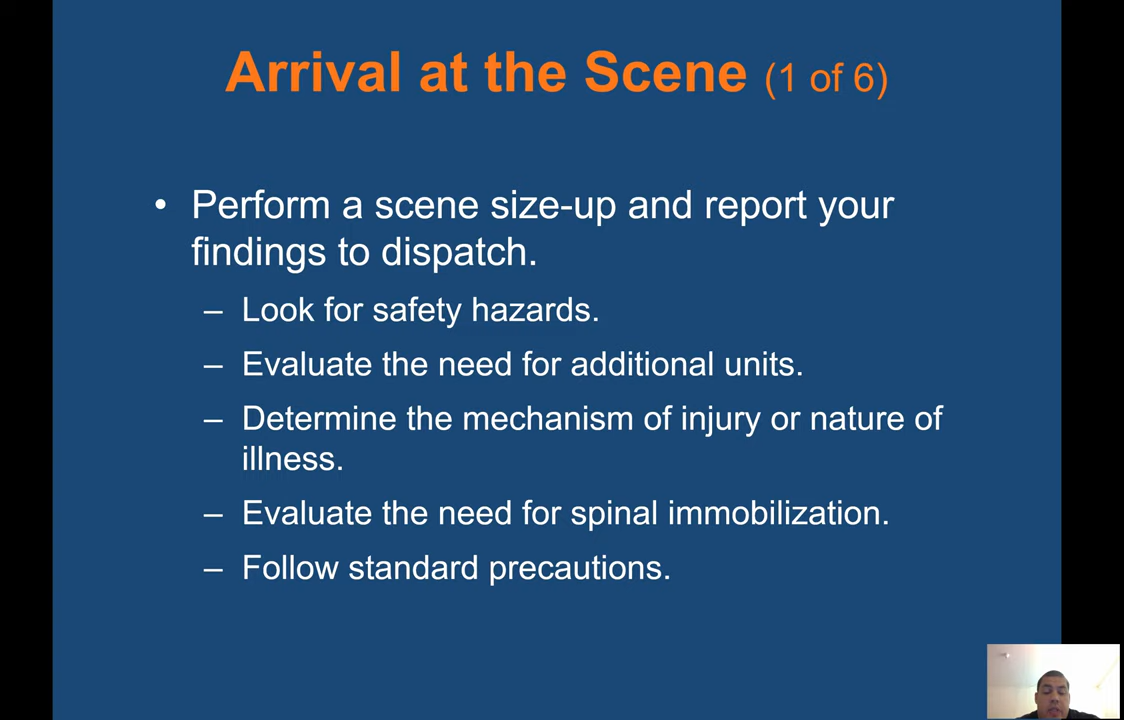 Arrival at the Scene (1 of 6)
• Perform a scene size-up and report your
findings to dispatch.
– Look for safety hazards.
– Evaluate the need for additional units.
– Determine the mechanism of injury or nature of
illness.
– Evaluate the need for spinal immobilization.
– Follow standard precautions.